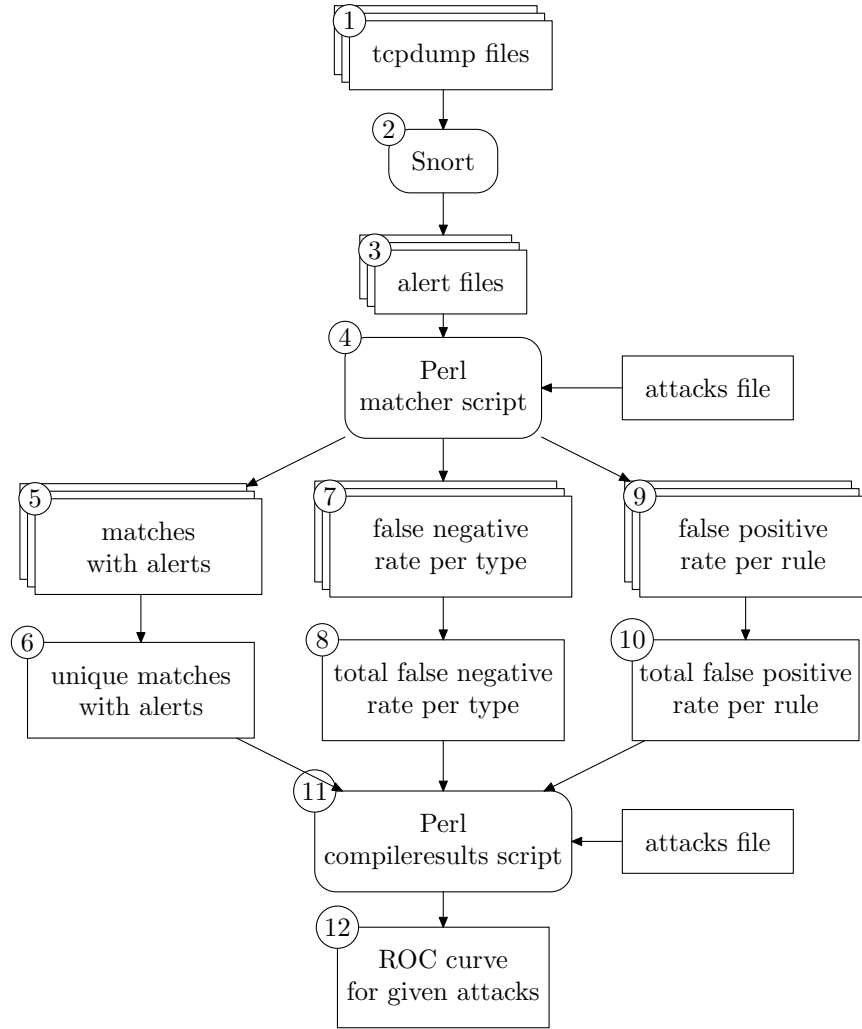 1
tcpdump files
2
Snort
3
alert files
4
Perl
matcher script
attacks file
5
matches
with alerts
7
false negative
rate per type
9
false positive
rate per rule
6
unique matches
with alerts
8
total false negative
rate per type
10
total false positive
rate per rule
11
Perl
compileresults script
attacks file
12
ROC curve
for given attacks